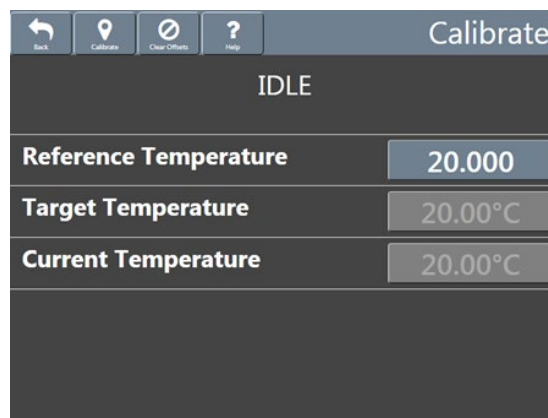 Back
Calibrate
Clear Offsets
Help
Calibrate
IDLE
Reference Temperature
20.000
Target Temperature
20.00°C
Current Temperature
20.00°C